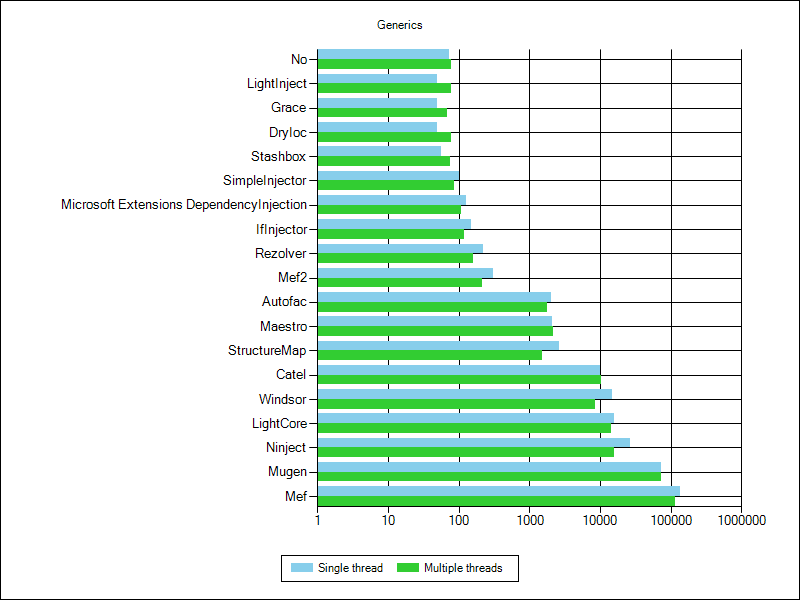 Generics
No
LightInject
Grace
DryIoc
Stashbox
SimpleInjector
Microsoft Extensions DependencyInjection
IfInjector
Rezolver
Mef2
Autofac
Maestro
StructureMap
Catel
Windsor
LightCore
Ninject
Mugen
Mef
1 10 100 1000 10000 100000 1000000
Single thread Multiple threads